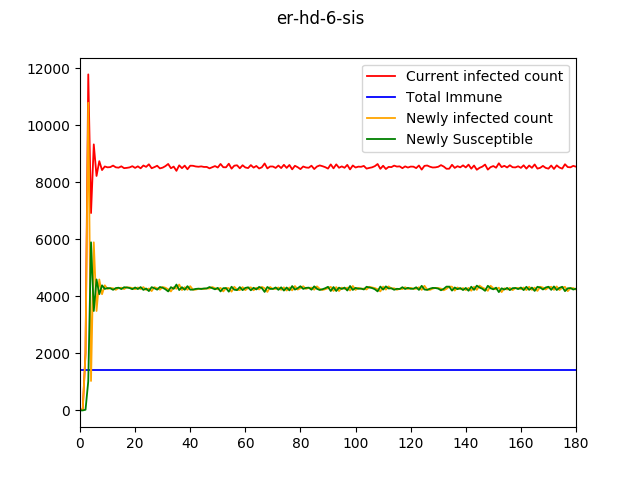 er-hd-6-sis
12000
10000
8000
6000
4000
2000
0
Current infected count
Total Immune
Newly infected count
Newly Susceptible
0 20 40 60 80 100 120 140 160 180